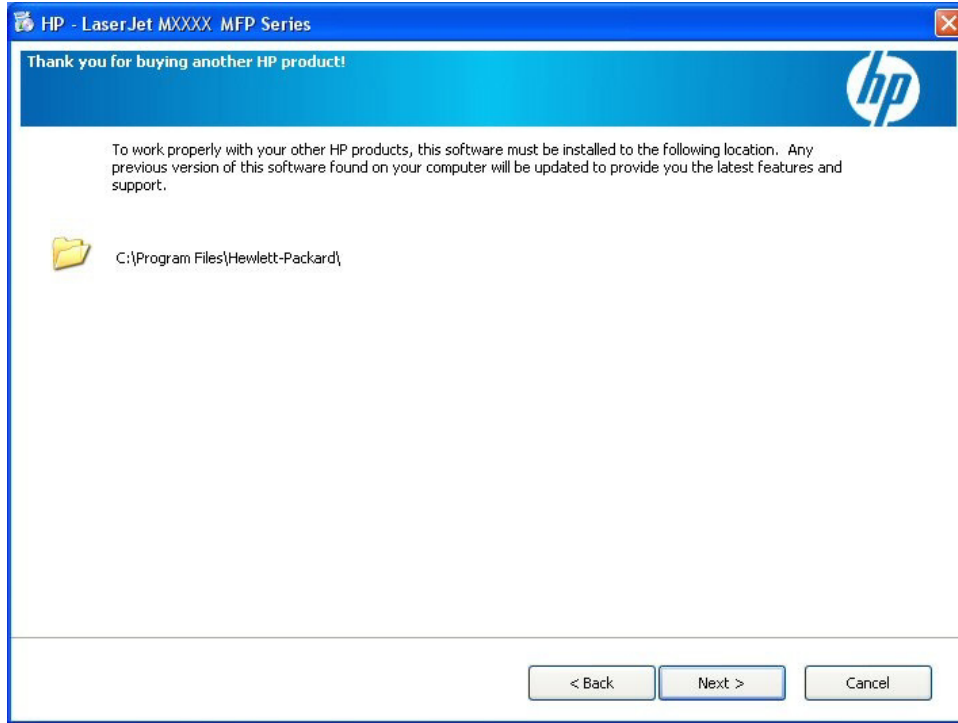 HP - LaserJet MXXXX MFP Series
Thank you for buying another HP product!
hp
To work properly with your other HP products, this software must be installed to the following location. Any
previous version of this software found on your computer will be updated to provide you the latest features and
support.
C:\Program Files\Hewlett-Packard\
< Back
Next >
Cancel